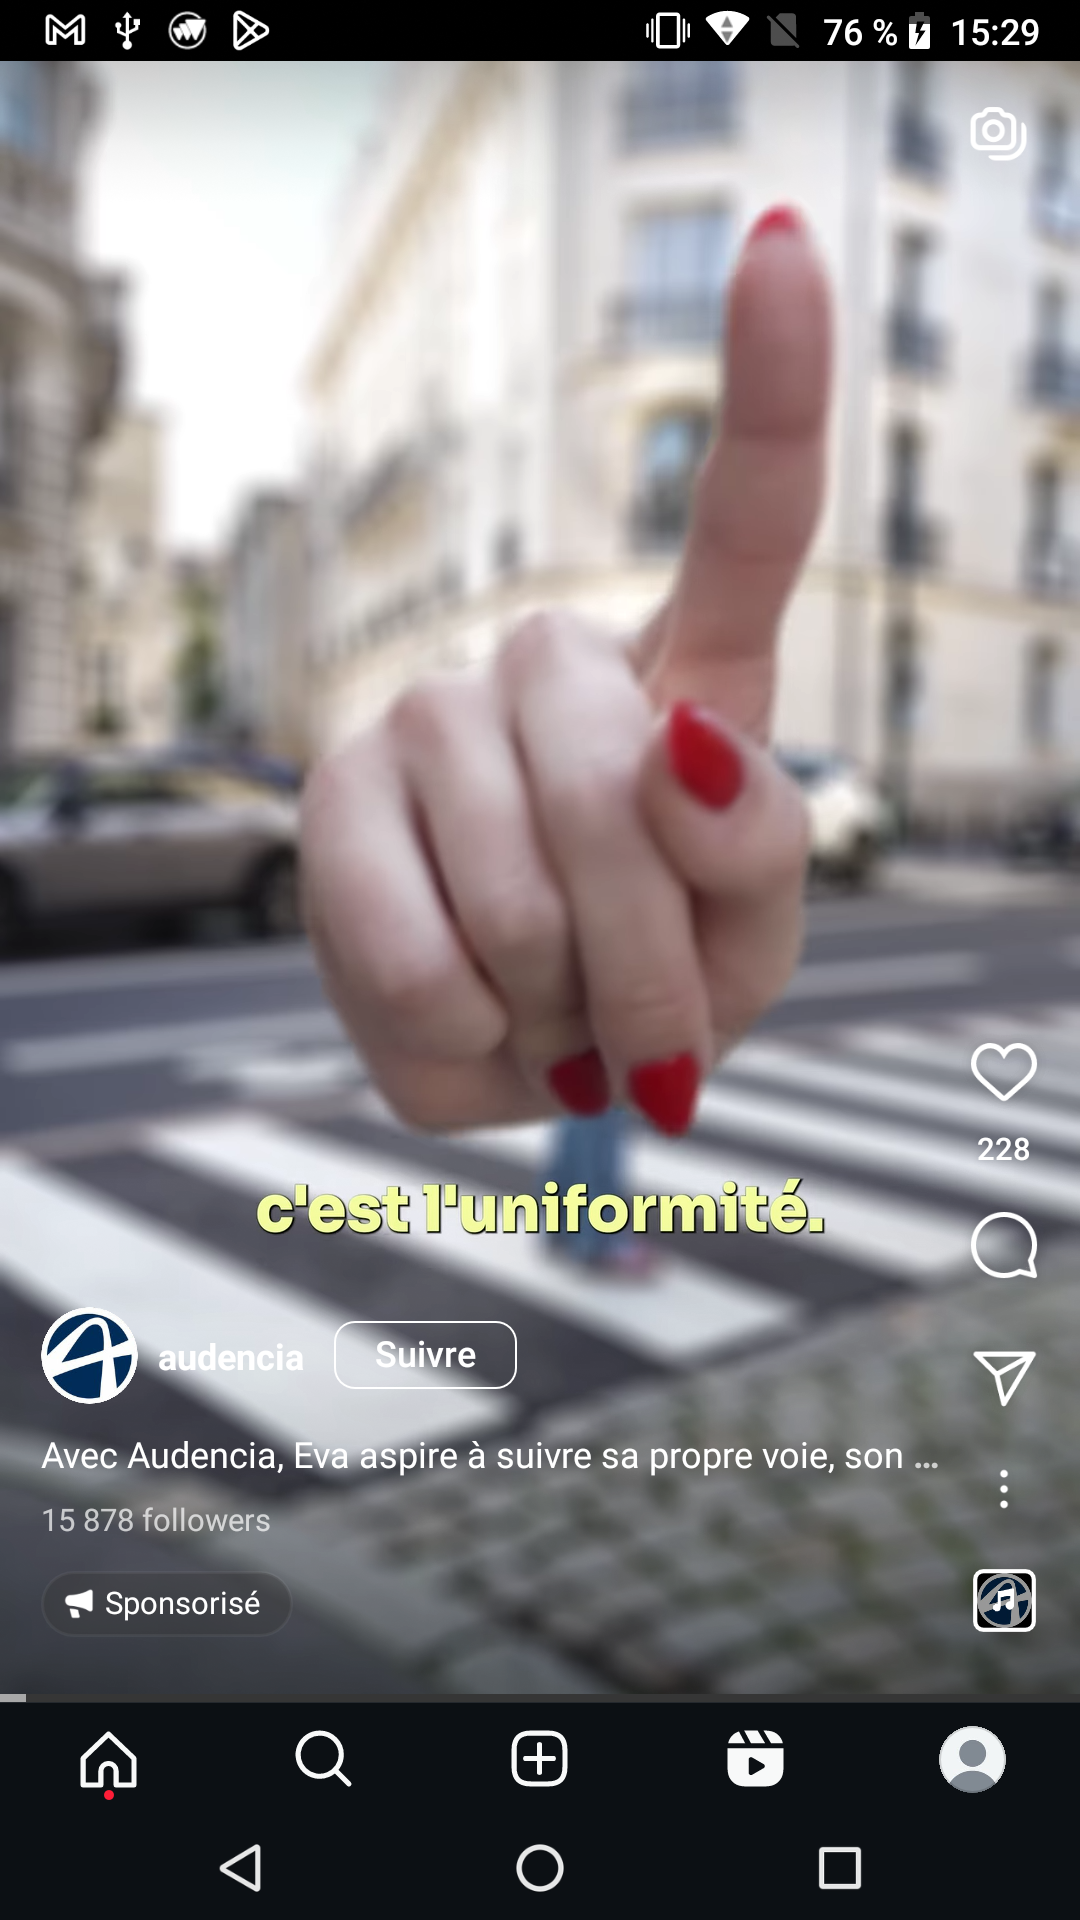 76 % 15:29
228
c'est l'uniformité.
audencia Suivre
Avec Audencia, Eva aspire à suivre sa propre voie, son ...
15 878 followers
Sponsorisé